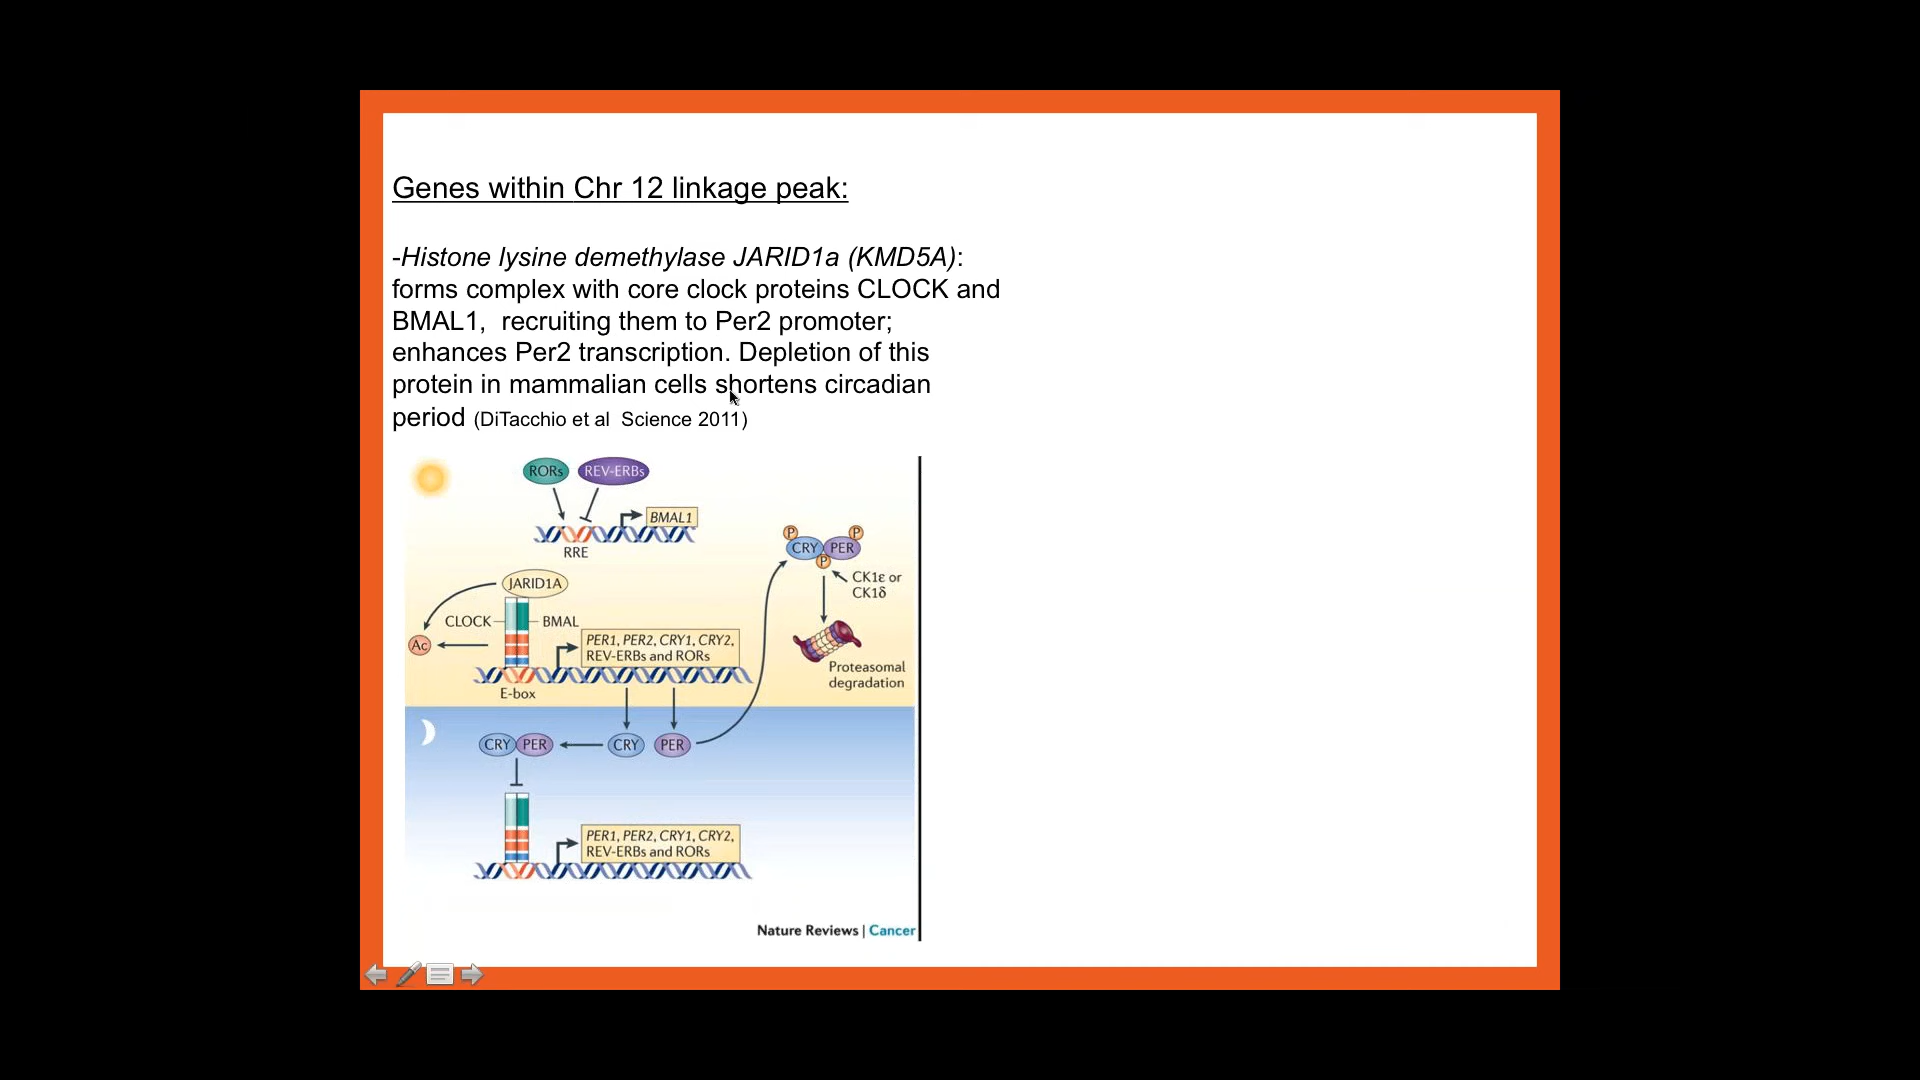 Genes within Chr 12 linkage peak:
-Histone lysine demethylase JARID1a (KMD5A):
forms complex with core clock proteins CLOCK and
BMAL1,  recruiting them to Per2 promoter;
enhances Per2 transcription. Depletion of this
protein in mammalian cells shortens circadian
period (DiTacchio et al  Science 2011)
RORs
REV-ERBs
BMAL1
RRE
JARID1A
CLOCK
BMAL
Ac
PER1, PER2, CRY1, CRY2,
REV-ERBs and RORs
E-box
P
P
CRY
PER
P
CK1ε or
CK1δ
Proteasomal
degradation
CRY
PER
CRY
PER
PER1, PER2, CRY1, CRY2,
REV-ERBs and RORs
Nature Reviews | Cancer